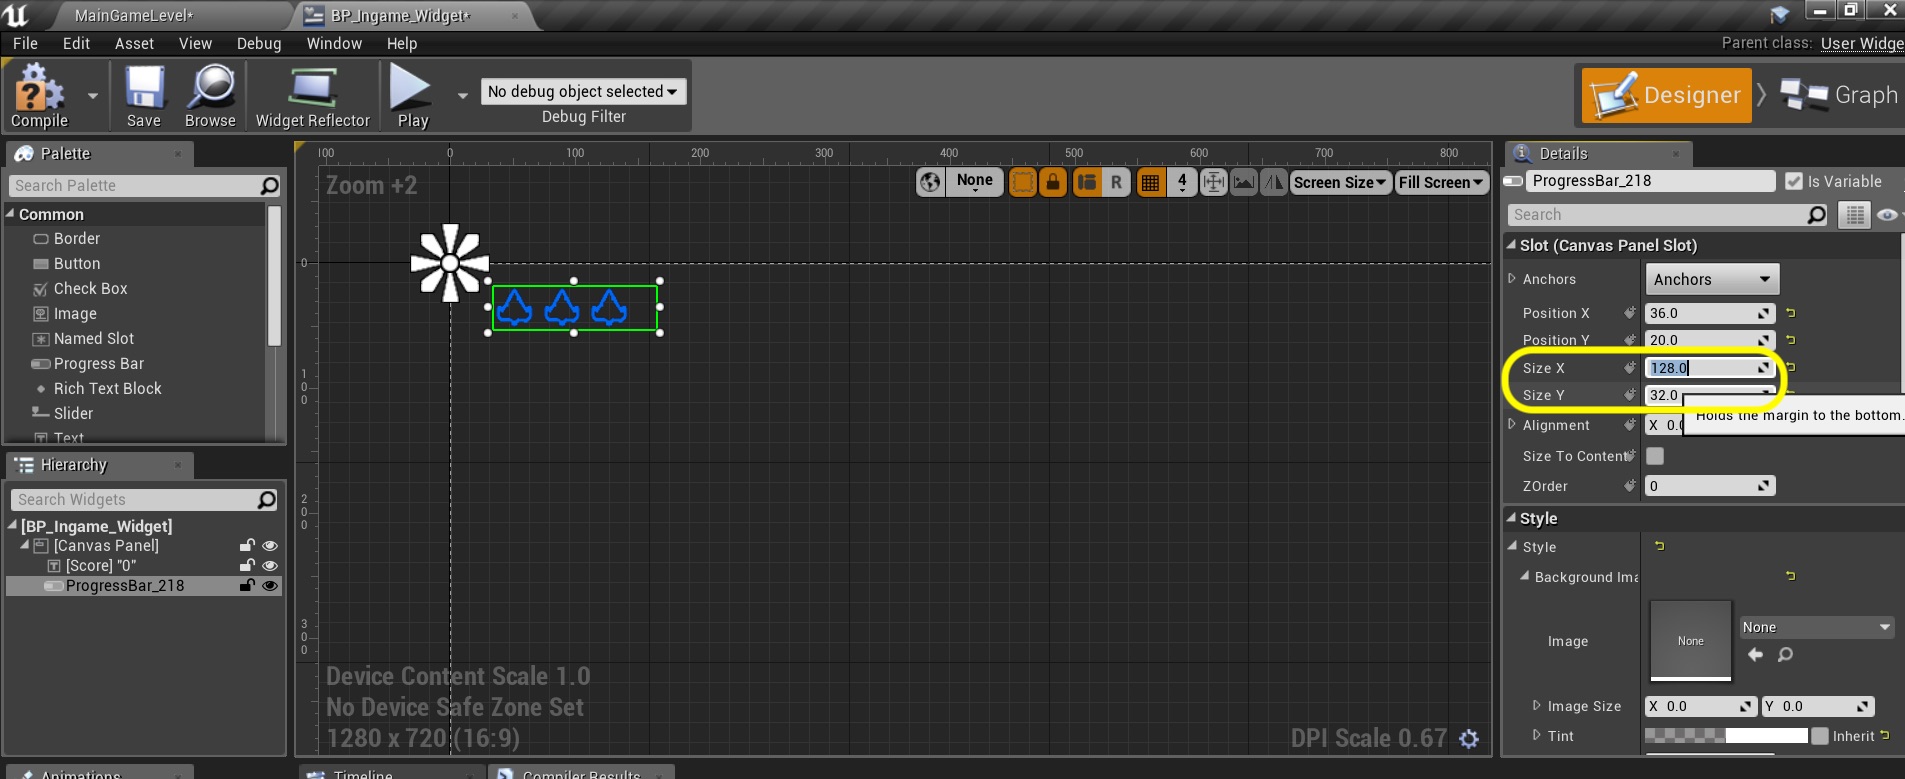 MainGameLevel*
BP_Ingame_Widget*
File Edit Asset View Debug Window Help
Parent class: User Widge
Compile
Save
Browse
Widget Reflector
Play
No debug object selected
Debug Filter
Designer
Graph
Palette
Search Palette
Common
Border
Button
Check Box
Image
Named Slot
Progress Bar
Rich Text Block
Slider
Text
Hierarchy
Search Widgets
[BP_Ingame_Widget]
[Canvas Panel]
[Score] "0"
ProgressBar_218
Animations
100 0 100 200 300 400 500 600 700 800
Zoom +2
None
R
4
Screen Size
Fill Screen
0
100
200
300
Device Content Scale 1.0
No Device Safe Zone Set
1280 x 720 (16:9)
DPI Scale 0.67
Timeline
Compiler Results
Details
ProgressBar_218
Is Variable
Search
Slot (Canvas Panel Slot)
Anchors
Anchors
Position X 36.0
Position Y 20.0
Size X 128.0
Size Y 32.0
Holds the margin to the bottom.
Alignment X 0.0
Size To Content
ZOrder 0
Style
Style
Background Ima
Image
None
None
Image Size X 0.0 Y 0.0
Tint
Inherit